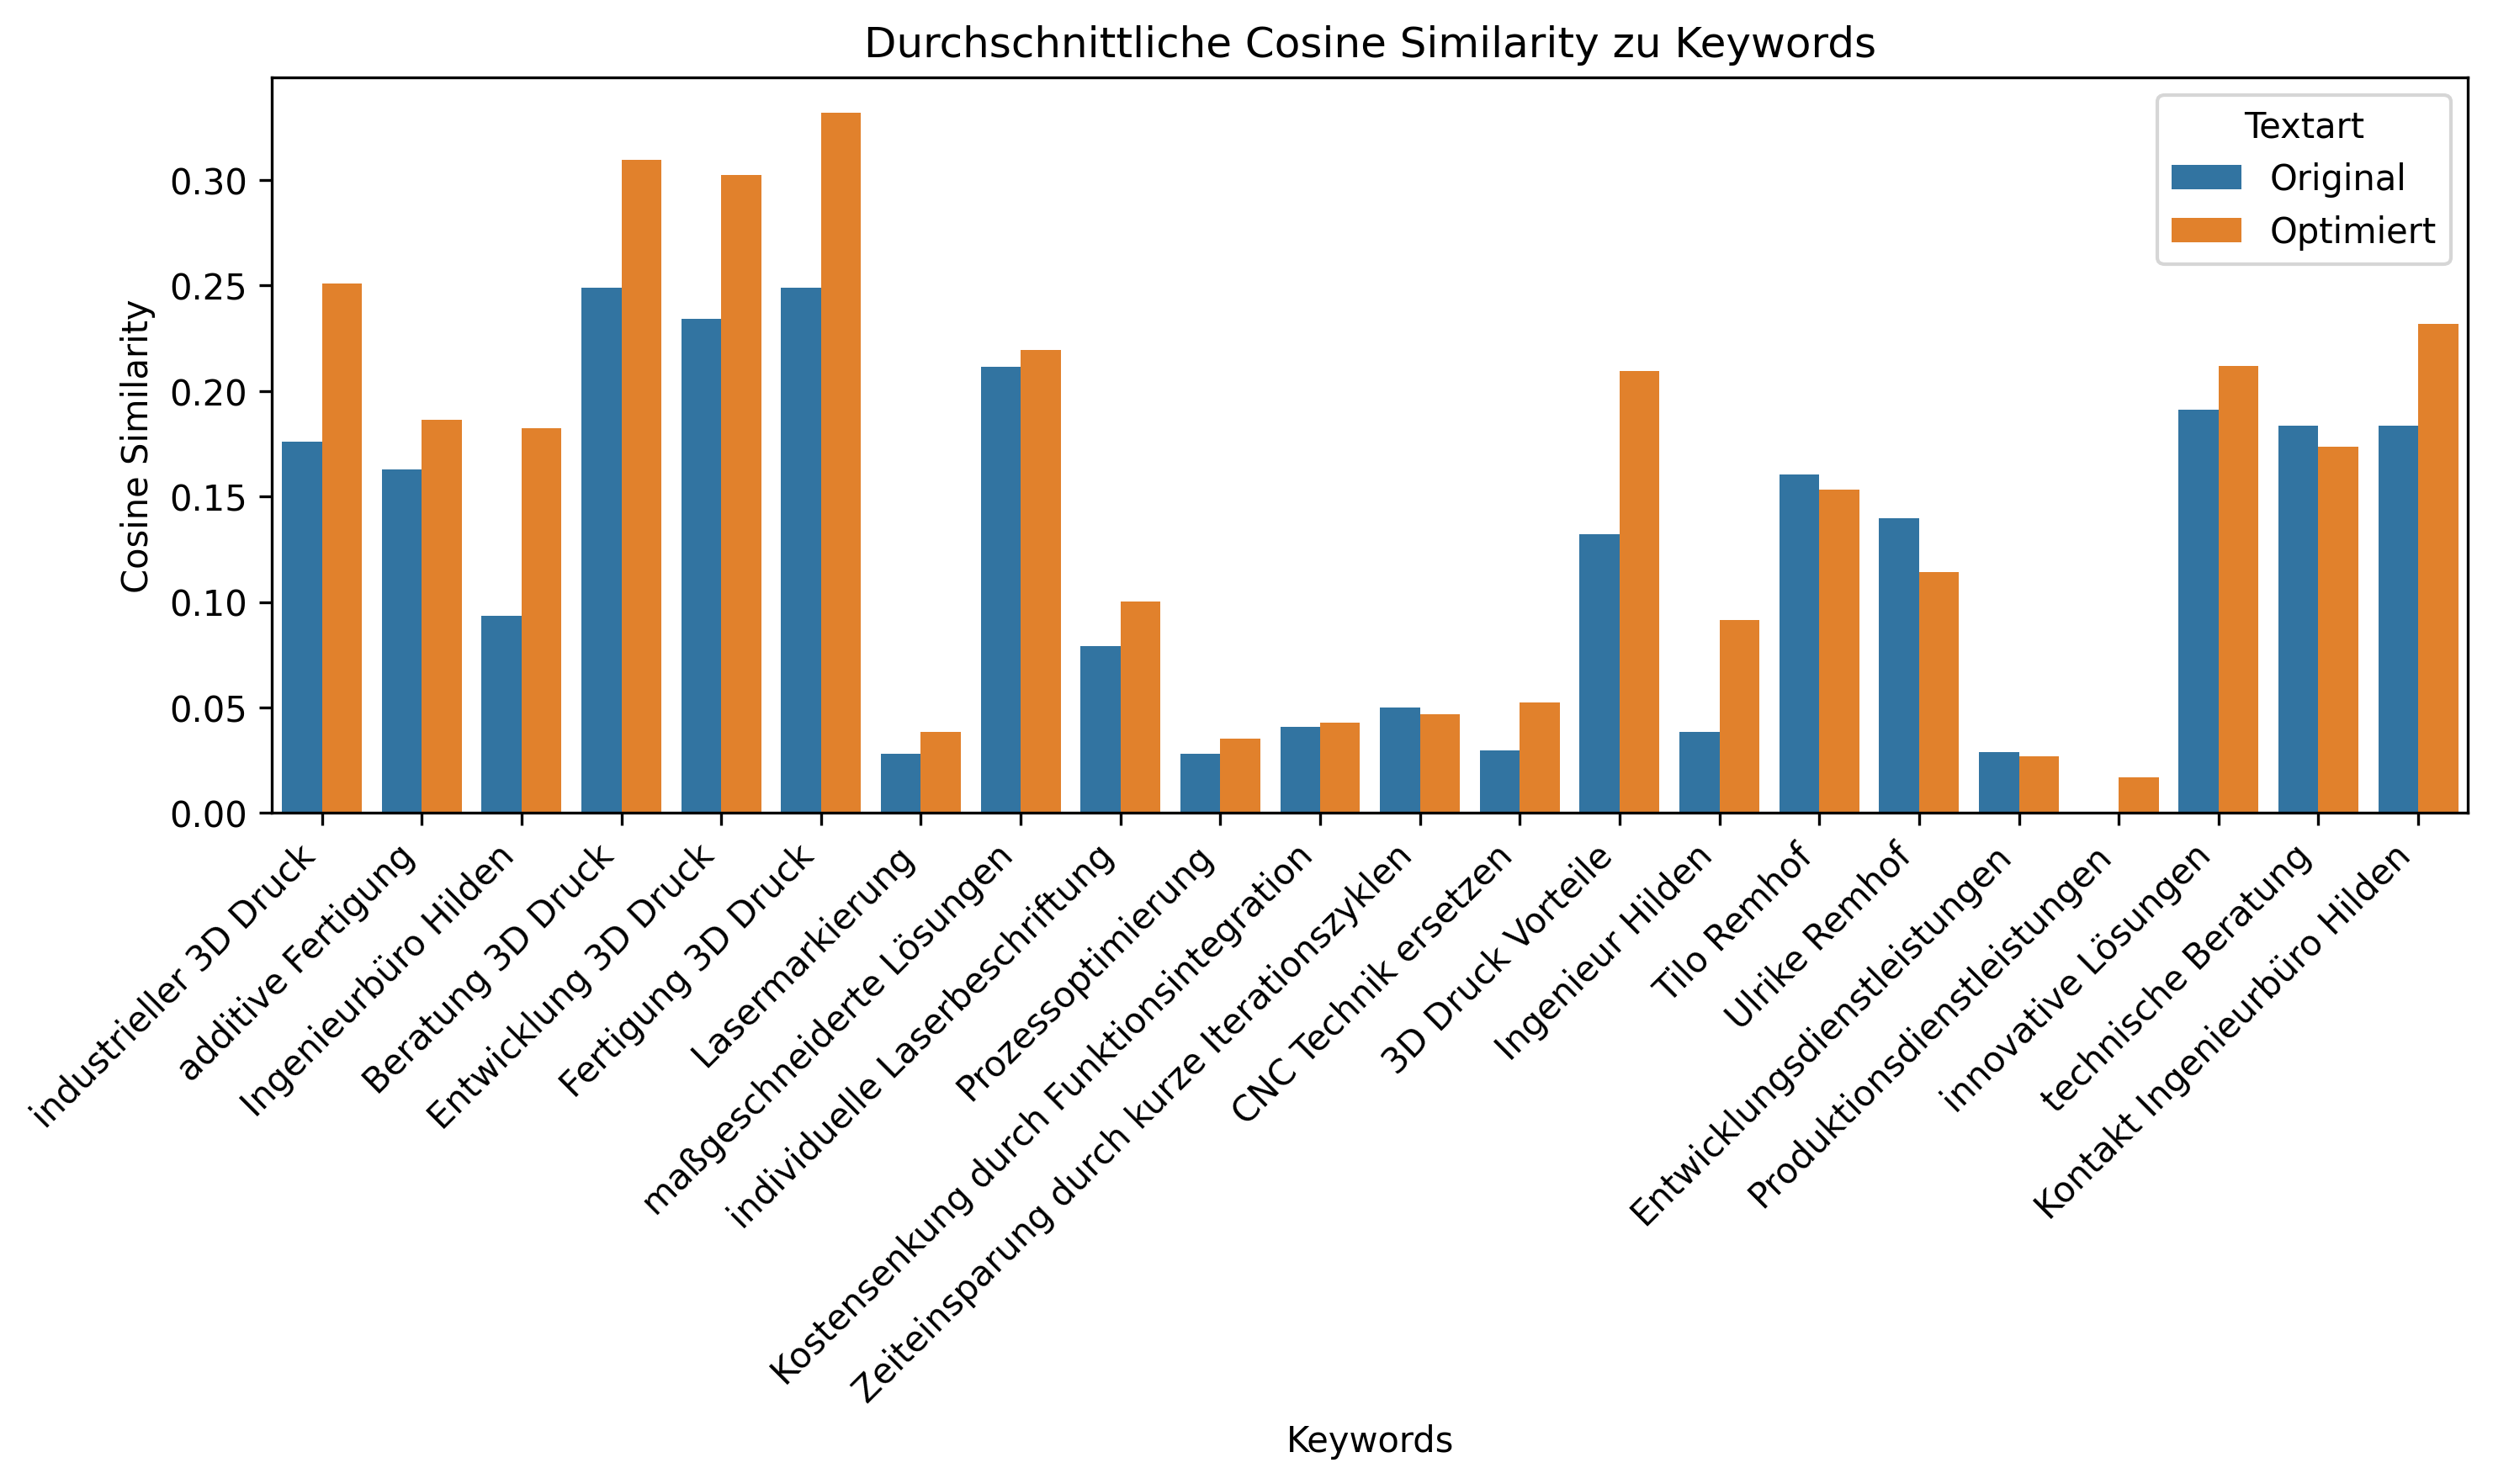 Durchschnittliche Cosine Similarity zu Keywords
Textart
Original
Optimiert
Cosine Similarity
0.30
0.25
0.20
0.15
0.10
0.05
0.00
industrieller 3D Druck
additive Fertigung
Ingenieurbüro Hilden
Beratung 3D Druck
Entwicklung 3D Druck
Fertigung 3D Druck
Lasermarkierung
maßgeschneiderte Lösungen
individuelle Laserbeschriftung
Prozessoptimierung
Kostensenkung durch Funktionsintegration
Zeiteinsparung durch kurze Iterationszyklen
CNC Technik ersetzen
3D Druck Vorteile
Ingenieur Hilden
Tilo Remhof
Ulrike Remhof
Entwicklungsdienstleistungen
Produktionsdienstleistungen
innovative Lösungen
technische Beratung
Kontakt Ingenieurbüro Hilden
Keywords